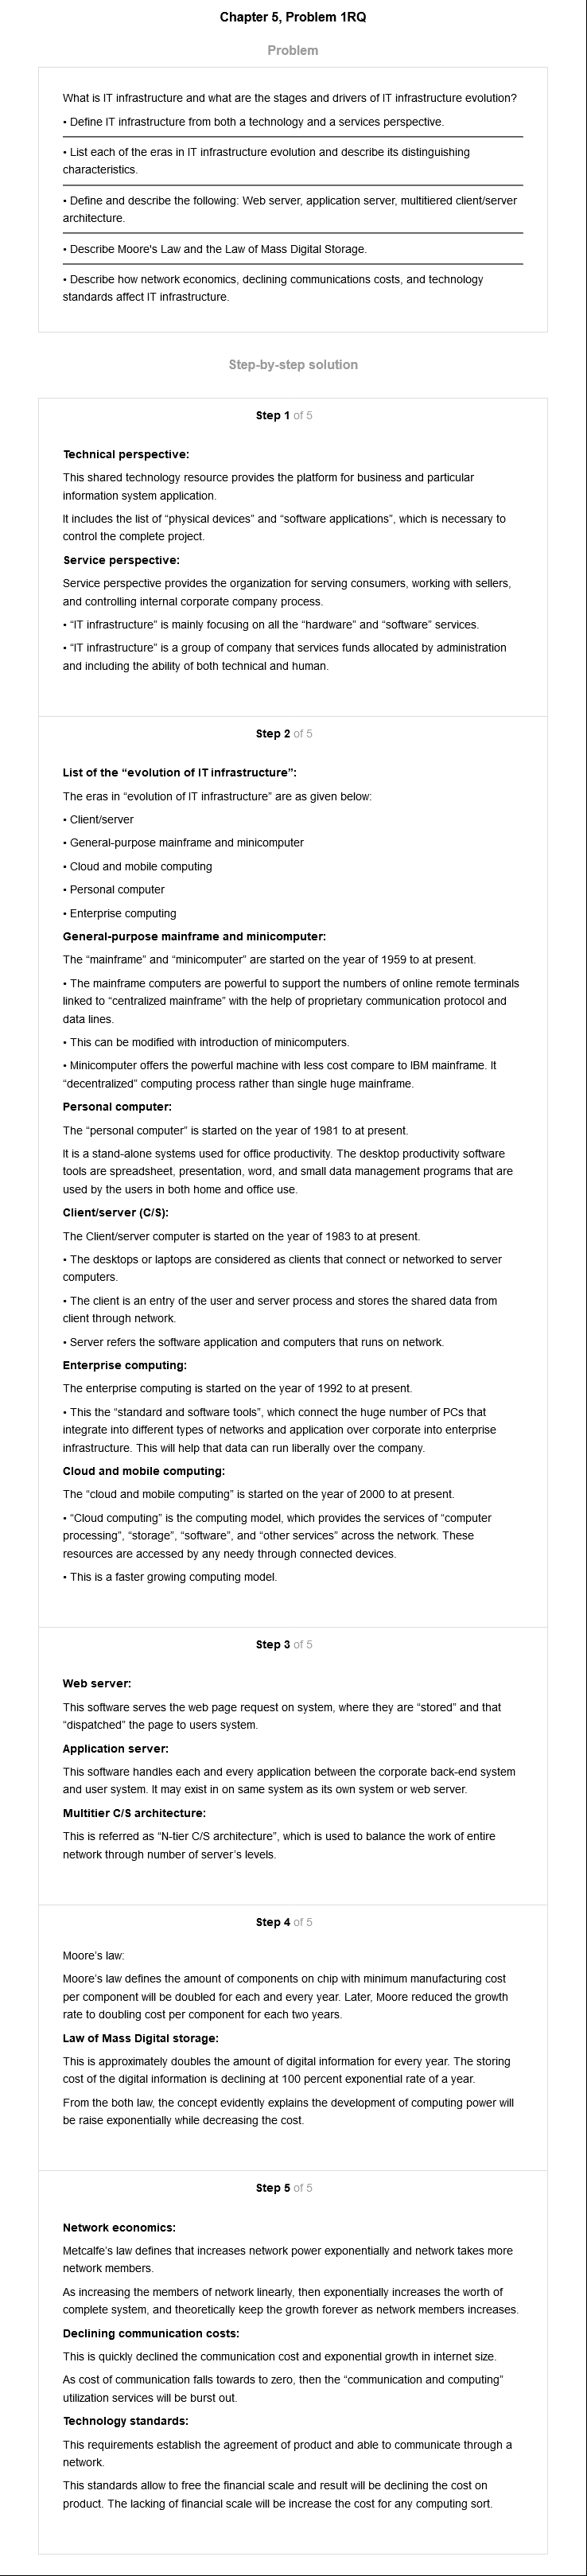 Chapter 5, Problem 1RQ
Problem
What is IT infrastructure and what are the stages and drivers of IT infrastructure evolution?
• Define IT infrastructure from both a technology and a services perspective.
• List each of the eras in IT infrastructure evolution and describe its distinguishing
characteristics.
• Define and describe the following: Web server, application server, multitiered client/server
architecture.
• Describe Moore's Law and the Law of Mass Digital Storage.
• Describe how network economics, declining communications costs, and technology
standards affect IT infrastructure.
Step-by-step solution
Step 1 of 5
Technical perspective:
This shared technology resource provides the platform for business and particular
information system application.
It includes the list of “physical devices” and “software applications”, which is necessary to
control the complete project.
Service perspective:
Service perspective provides the organization for serving consumers, working with sellers,
and controlling internal corporate company process.
• “IT infrastructure” is mainly focusing on all the “hardware” and “software” services.
• “IT infrastructure” is a group of company that services funds allocated by administration
and including the ability of both technical and human.
Step 2 of 5
List of the “evolution of IT infrastructure”:
The eras in “evolution of IT infrastructure” are as given below:
• Client/server
• General-purpose mainframe and minicomputer
• Cloud and mobile computing
• Personal computer
• Enterprise computing
General-purpose mainframe and minicomputer:
The “mainframe” and “minicomputer” are started on the year of 1959 to at present.
• The mainframe computers are powerful to support the numbers of online remote terminals
linked to “centralized mainframe” with the help of proprietary communication protocol and
data lines.
• This can be modified with introduction of minicomputers.
• Minicomputer offers the powerful machine with less cost compare to IBM mainframe. It
“decentralized” computing process rather than single huge mainframe.
Personal computer:
The “personal computer” is started on the year of 1981 to at present.
It is a stand-alone systems used for office productivity. The desktop productivity software
tools are spreadsheet, presentation, word, and small data management programs that are
used by the users in both home and office use.
Client/server (C/S):
The Client/server computer is started on the year of 1983 to at present.
• The desktops or laptops are considered as clients that connect or networked to server
computers.
• The client is an entry of the user and server process and stores the shared data from
client through network.
• Server refers the software application and computers that runs on network.
Enterprise computing:
The enterprise computing is started on the year of 1992 to at present.
• This the “standard and software tools”, which connect the huge number of PCs that
integrate into different types of networks and application over corporate into enterprise
infrastructure. This will help that data can run liberally over the company.
Cloud and mobile computing:
The “cloud and mobile computing” is started on the year of 2000 to at present.
• “Cloud computing” is the computing model, which provides the services of “computer
processing”, “storage”, “software”, and “other services” across the network. These
resources are accessed by any needy through connected devices.
• This is a faster growing computing model.
Step 3 of 5
Web server:
This software serves the web page request on system, where they are “stored” and that
“dispatched” the page to users system.
Application server:
This software handles each and every application between the corporate back-end system
and user system. It may exist in on same system as its own system or web server.
Multitier C/S architecture:
This is referred as “N-tier C/S architecture”, which is used to balance the work of entire
network through number of server’s levels.
Step 4 of 5
Moore’s law:
Moore’s law defines the amount of components on chip with minimum manufacturing cost
per component will be doubled for each and every year. Later, Moore reduced the growth
rate to doubling cost per component for each two years.
Law of Mass Digital storage:
This is approximately doubles the amount of digital information for every year. The storing
cost of the digital information is declining at 100 percent exponential rate of a year.
From the both law, the concept evidently explains the development of computing power will
be raise exponentially while decreasing the cost.
Step 5 of 5
Network economics:
Metcalfe’s law defines that increases network power exponentially and network takes more
network members.
As increasing the members of network linearly, then exponentially increases the worth of
complete system, and theoretically keep the growth forever as network members increases.
Declining communication costs:
This is quickly declined the communication cost and exponential growth in internet size.
As cost of communication falls towards to zero, then the “communication and computing”
utilization services will be burst out.
Technology standards:
This requirements establish the agreement of product and able to communicate through a
network.
This standards allow to free the financial scale and result will be declining the cost on
product. The lacking of financial scale will be increase the cost for any computing sort.